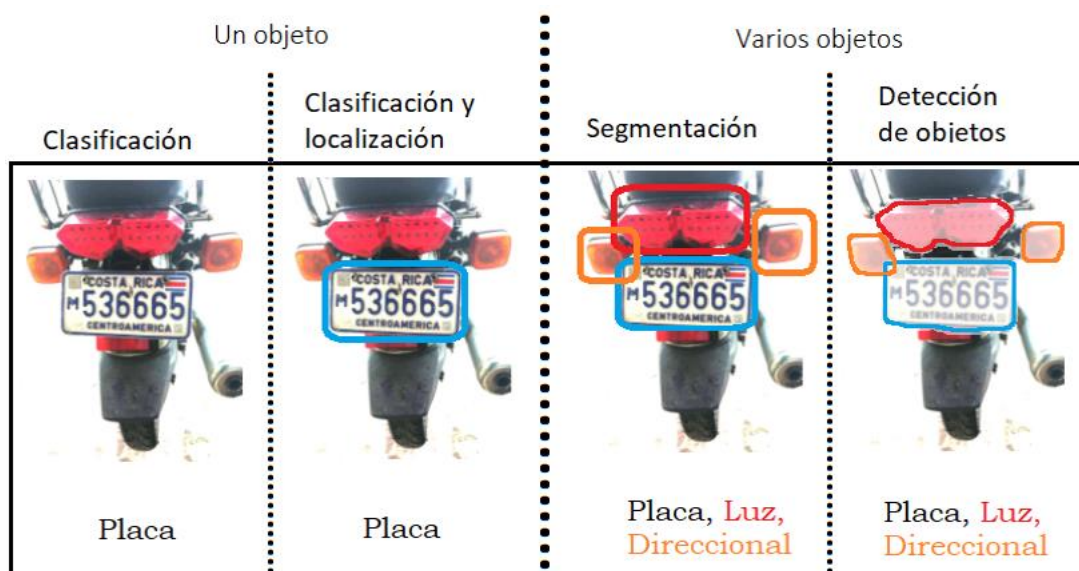 Un objeto
Varios objetos
Clasificación
Clasificación y
localización
Segmentación
Detección
de objetos
COSTA RICA
M 536665
CENTROAMERICA
COSTA RICA
M 536665
CENTROAMERICA
COSTA RICA
M 536665
CENTROAMERICA
COSTA RICA
M 536665
CENTROAMERICA
Placa
Placa
Placa, Luz,
Direccional
Placa, Luz,
Direccional